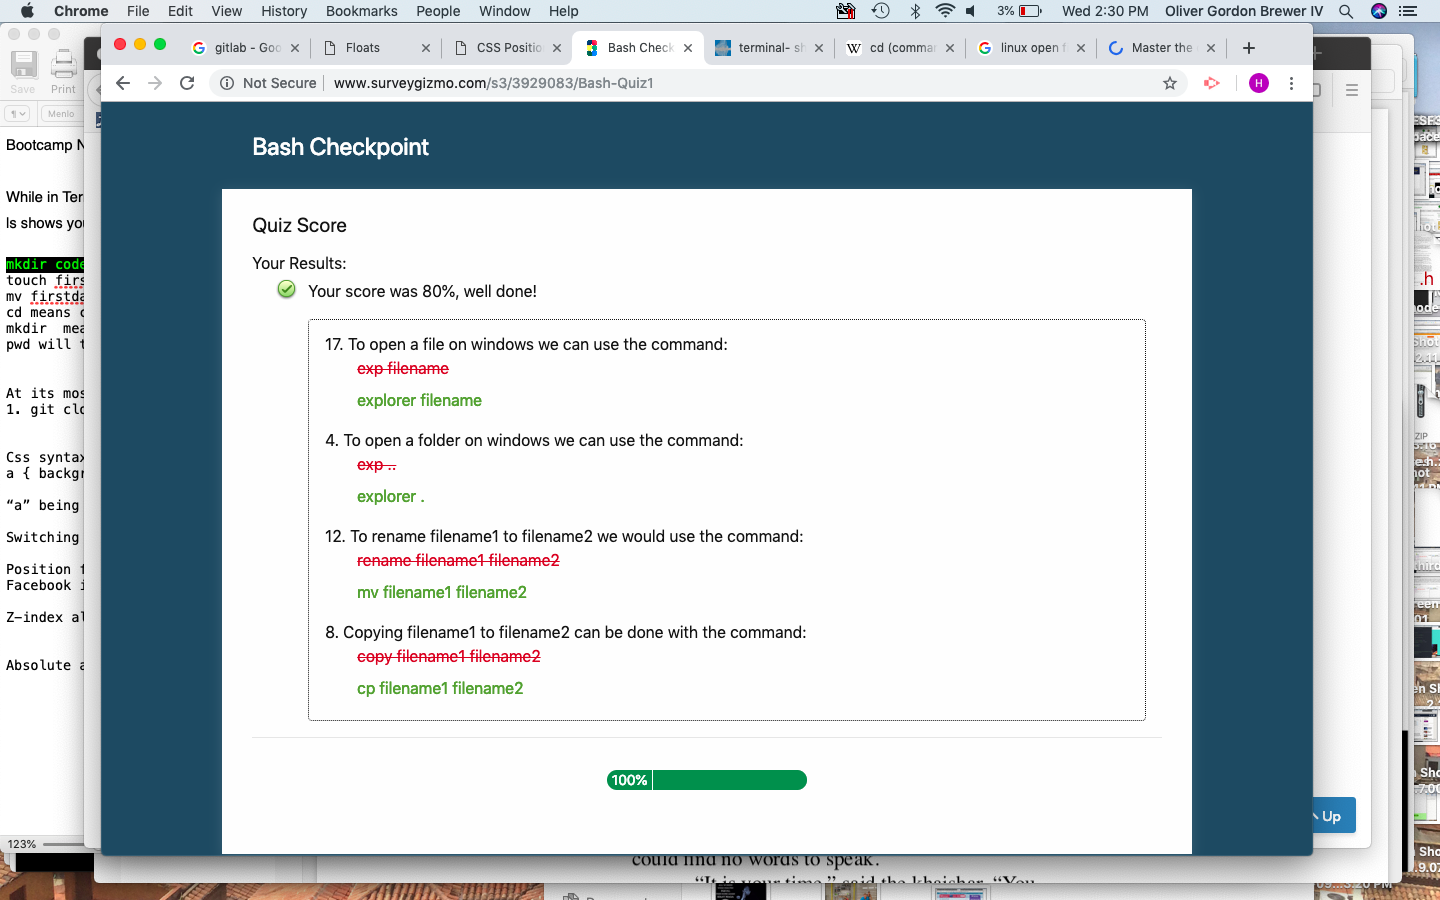 Chrome File Edit View History Bookmarks People Window Help 3% Wed 2:30 PM Oliver Gordon Brewer IV
gitlab - Goo Floats CSS Positio Bash Check terminal- sh W cd (comma linux open f Master the
Not Secure www.surveygizmo.com/s3/3929083/Bash-Quiz1 H
Save Print
Menlo
Bootcamp N
While in Ter
ls shows you
mkdir code
touch firs
mv firstda
cd means c
mkdir mea
pwd will t
At its mos
1. git clo
Css syntax
a { backgr
“a” being
Switching
Position f
Facebook i
Z-index al
Absolute a
123%
Bash Checkpoint
Quiz Score
Your Results:
Your score was 80%, well done!
17. To open a file on windows we can use the command:
exp filename
explorer filename
4. To open a folder on windows we can use the command:
exp ..
explorer .
12. To rename filename1 to filename2 we would use the command:
rename filename1 filename2
mv filename1 filename2
8. Copying filename1 to filename2 can be done with the command:
copy filename1 filename2
cp filename1 filename2
100%
Up
could find no words to speak.
“It is your time,” said the khaishar. “You
.h
ZIP